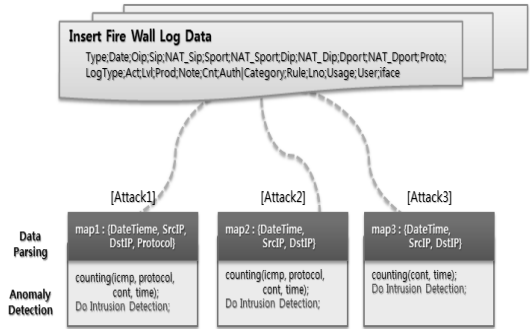 Insert Fire Wall Log Data
Type;Date;Oip;Sip;NAT_Sip;Sport;NAT_Sport;Dip;NAT_Dip;Dport;NAT_Dport;Proto;
LogType;Act;Lvl;Prod;Note;Cnt;Auth|Category;Rule;Lno;Usage;User;iface
[Attack1]
[Attack2]
[Attack3]
Data
Parsing
map1 : {DateTieme, SrcIP,
DstIP, Protocol}
map2 : {DateTime,
SrcIP, DstIP}
map3 : {DateTime,
SrcIP, DstIP}
Anomaly
Detection
counting(icmp, protocol,
cont, time);
Do Intrusion Detection;
counting(icmp, protocol,
cont, time);
Do Intrusion Detection;
counting(cont, time);
Do Intrusion Detection;